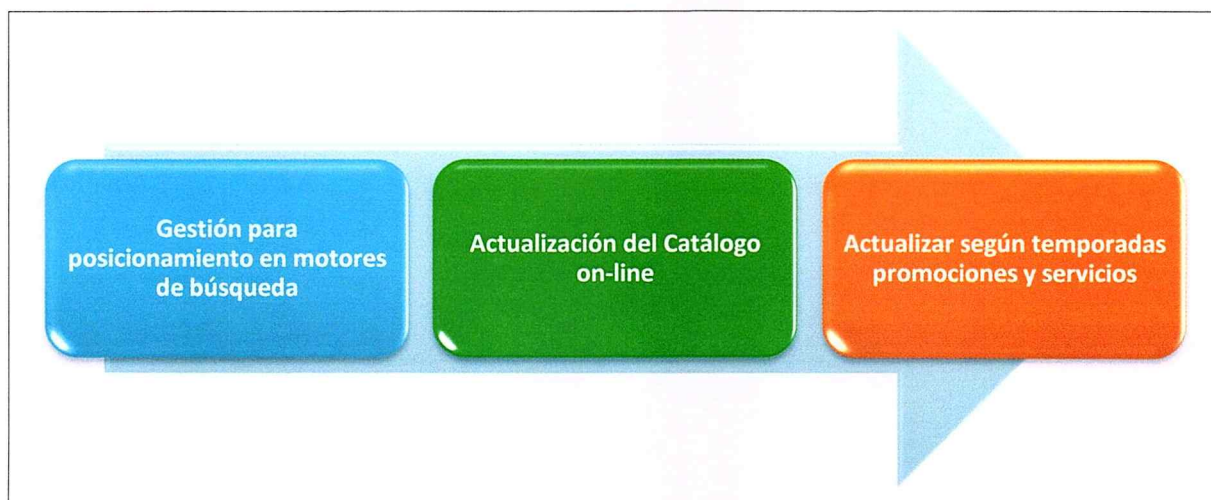 Gestión para
posicionamiento en motores
de búsqueda
Actualización del Catálogo
on-line
Actualizar según temporadas
promociones y servicios